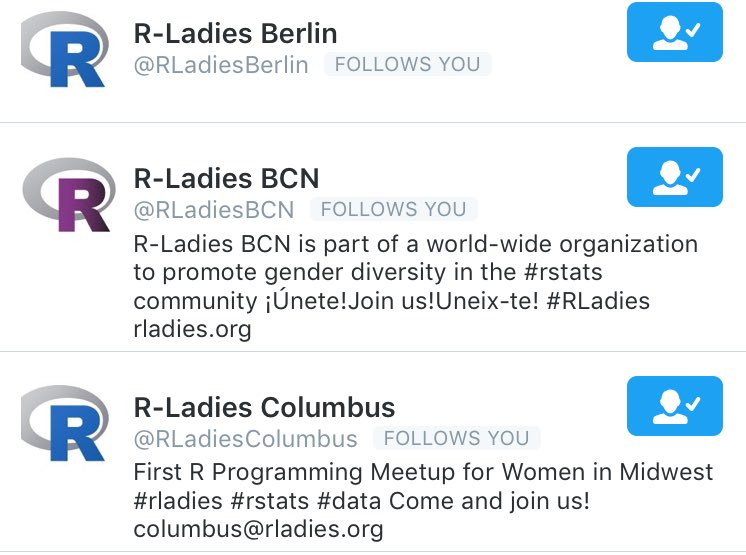 R
R-Ladies Berlin
@RLadiesBerlin FOLLOWS YOU
R
R-Ladies BCN
@RLadiesBCN FOLLOWS YOU
R-Ladies BCN is part of a world-wide organization
to promote gender diversity in the #rstats
community ¡Únete!Join us!Uneix-te! #RLadies
rladies.org
R
R-Ladies Columbus
@RLadiesColumbus FOLLOWS YOU
First R Programming Meetup for Women in Midwest
#rladies #rstats #data Come and join us!
columbus@rladies.org